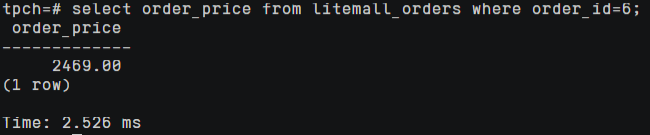 tpch=# select order_price from litemall_orders where order_id=6;
 order_price
-------------
     2469.00
(1 row)

Time: 2.526 ms